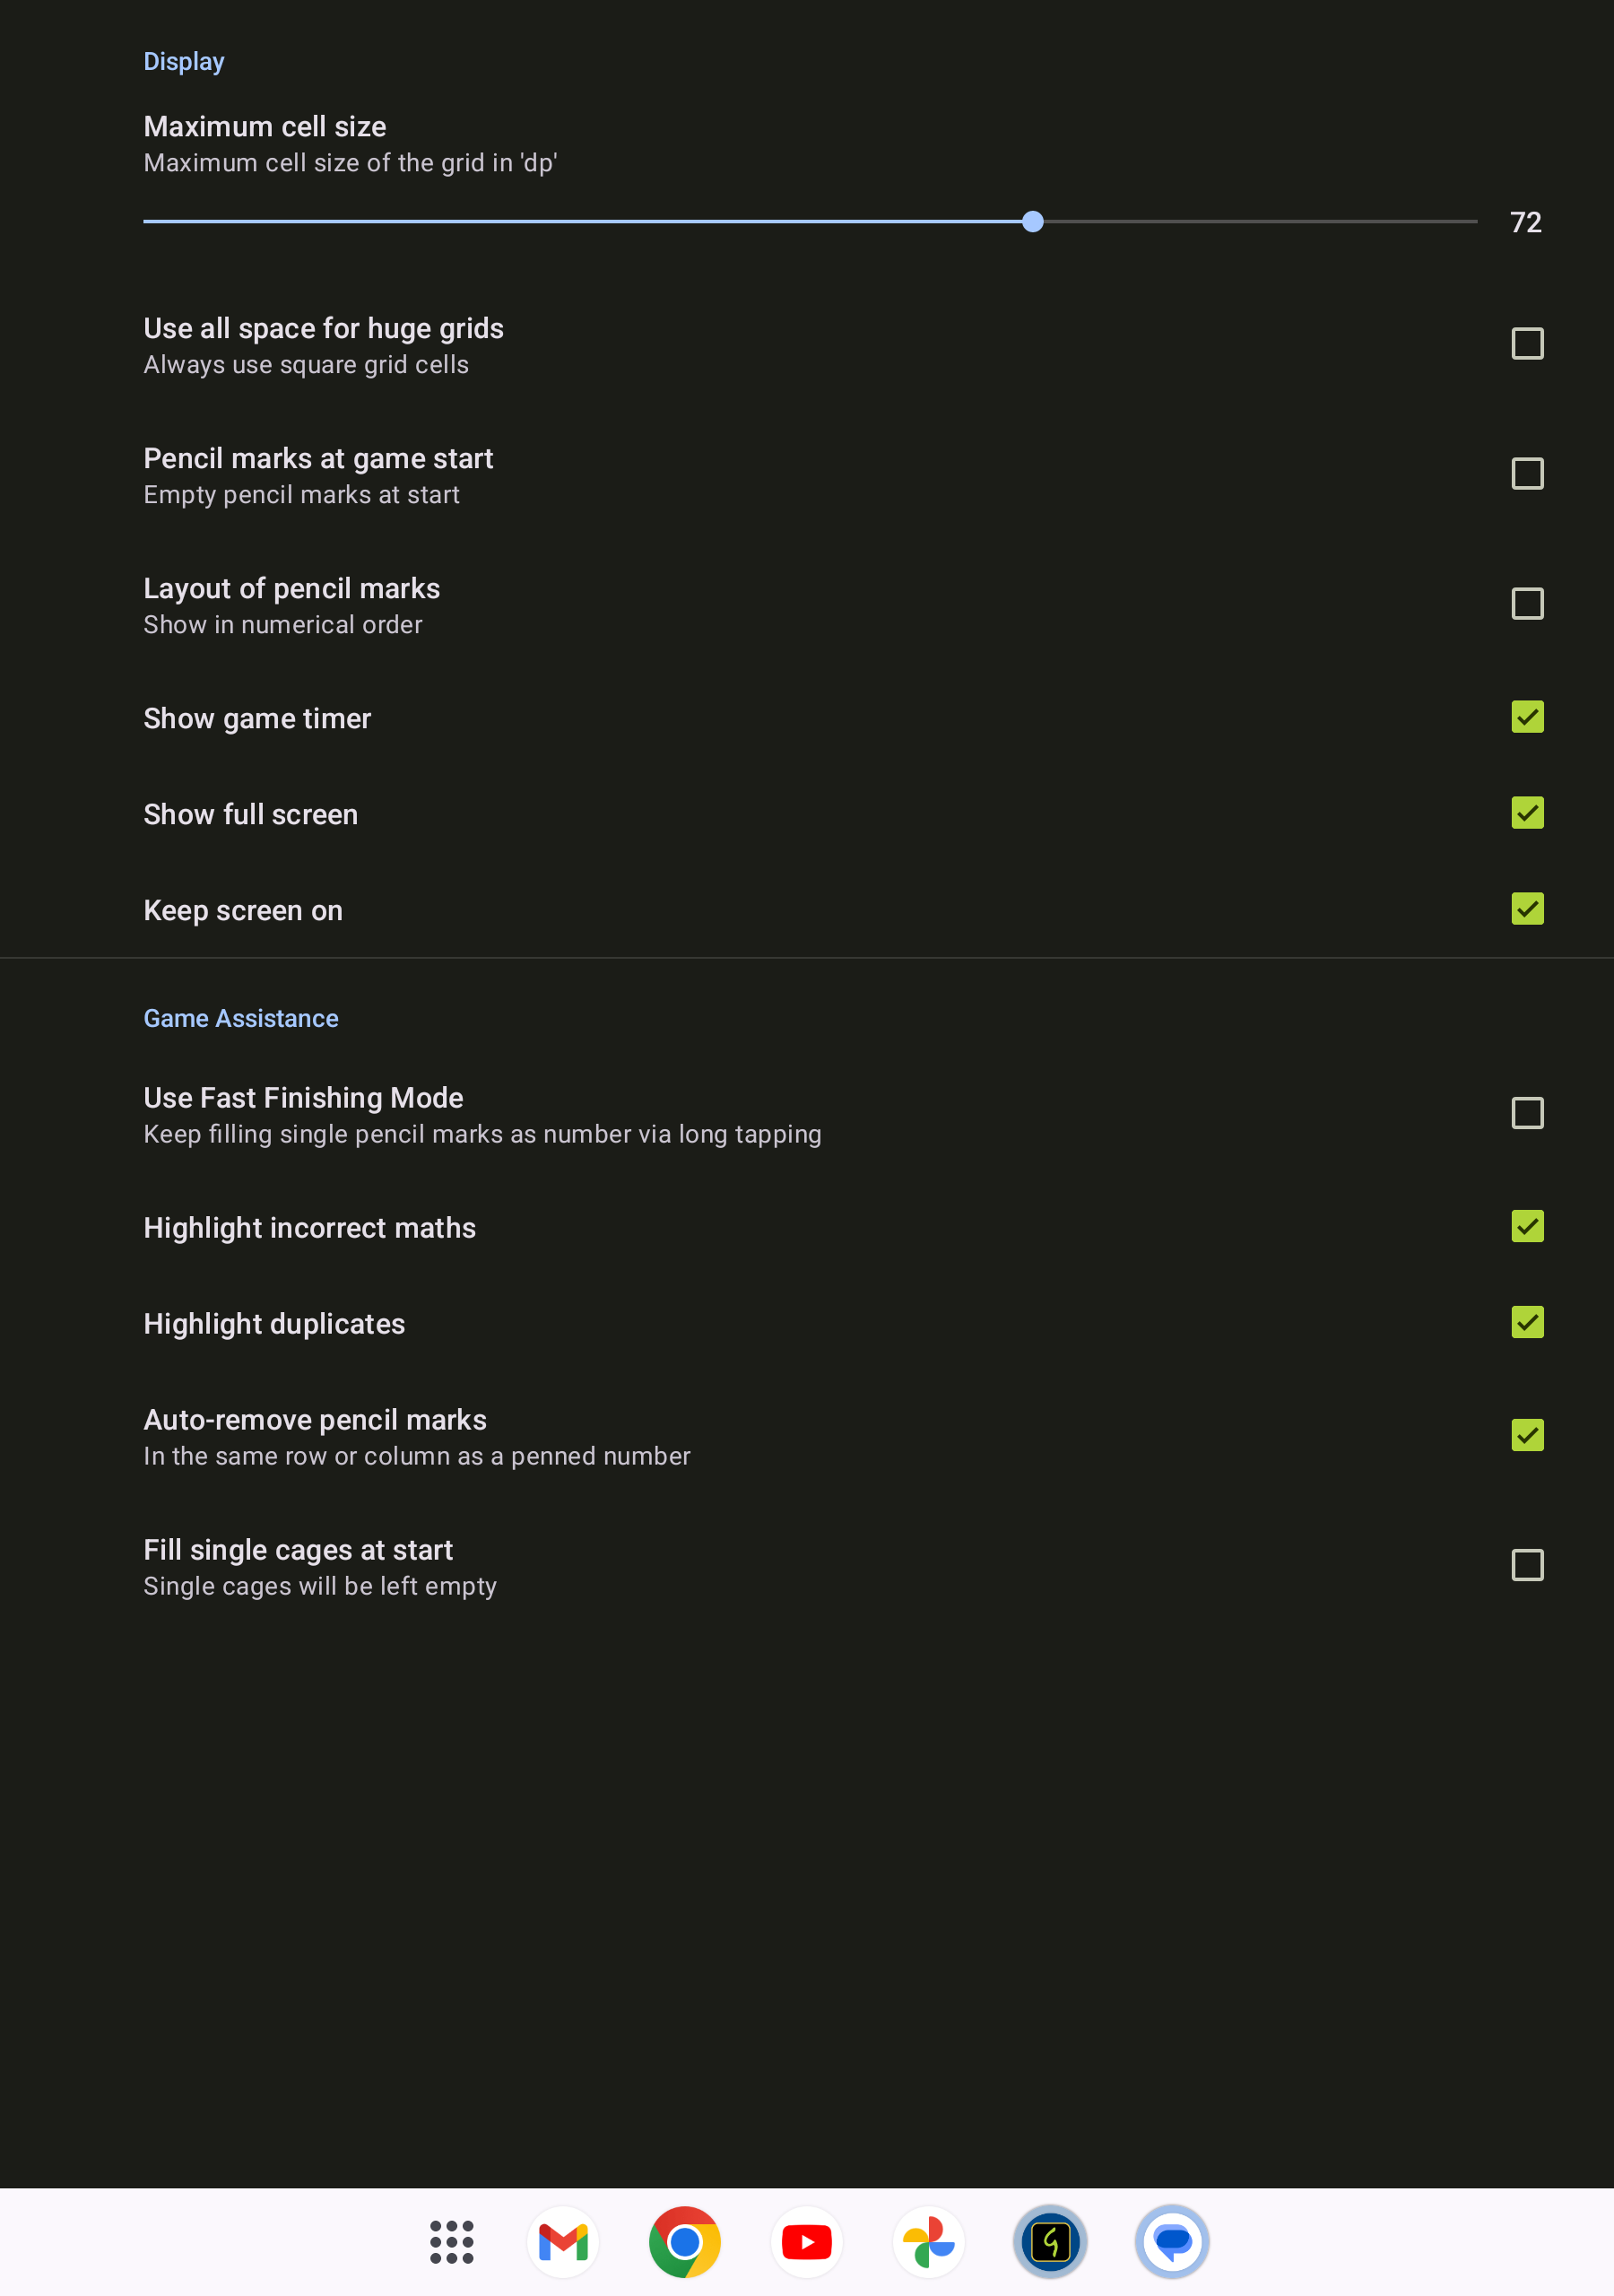 Display
Maximum cell size
Maximum cell size of the grid in 'dp'
72
Use all space for huge grids
Always use square grid cells
Pencil marks at game start
Empty pencil marks at start
Layout of pencil marks
Show in numerical order
Show game timer
Show full screen
Keep screen on
Game Assistance
Use Fast Finishing Mode
Keep filling single pencil marks as number via long tapping
Highlight incorrect maths
Highlight duplicates
Auto-remove pencil marks
In the same row or column as a penned number
Fill single cages at start
Single cages will be left empty